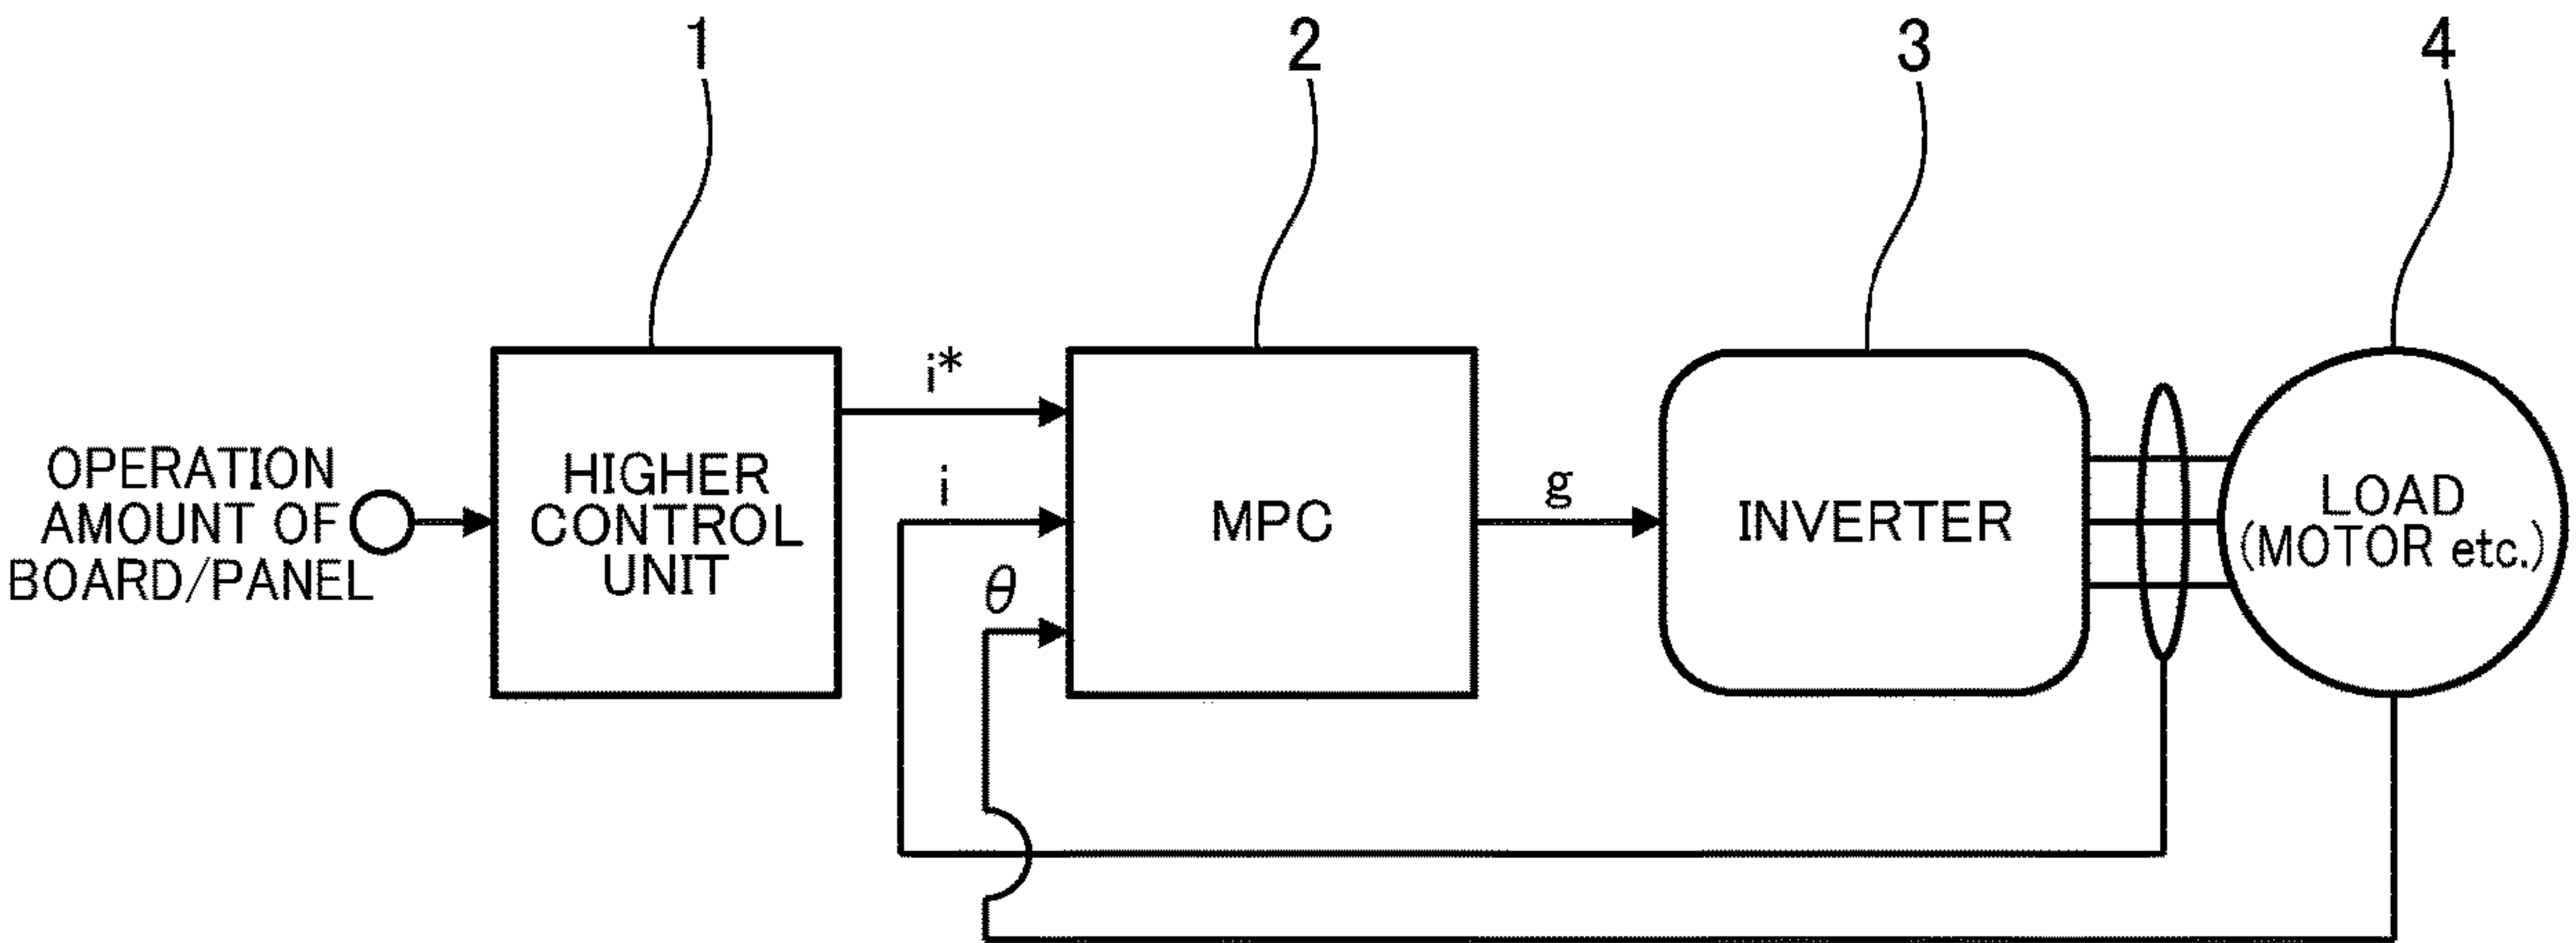 1
2
3
4
OPERATION
AMOUNT OF
BOARD/PANEL
HIGHER
CONTROL
UNIT
i*
i
θ
MPC
g
INVERTER
LOAD
(MOTOR etc.)